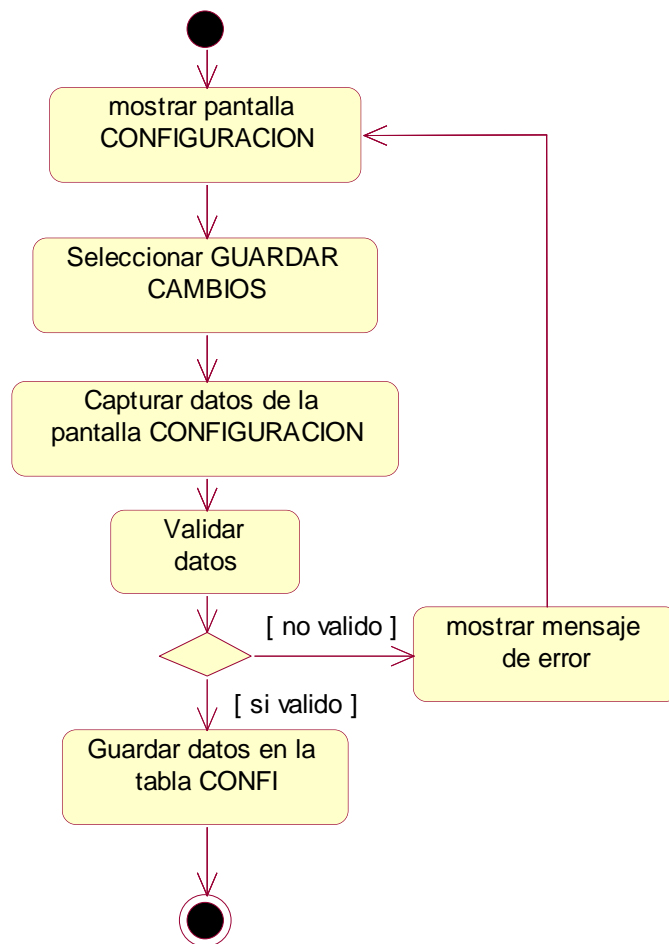 mostrar pantalla
CONFIGURACION
Seleccionar GUARDAR
CAMBIOS
Capturar datos de la
pantalla CONFIGURACION
Validar
datos
[ no valido ]
mostrar mensaje
de error
[ si valido ]
Guardar datos en la
tabla CONFI